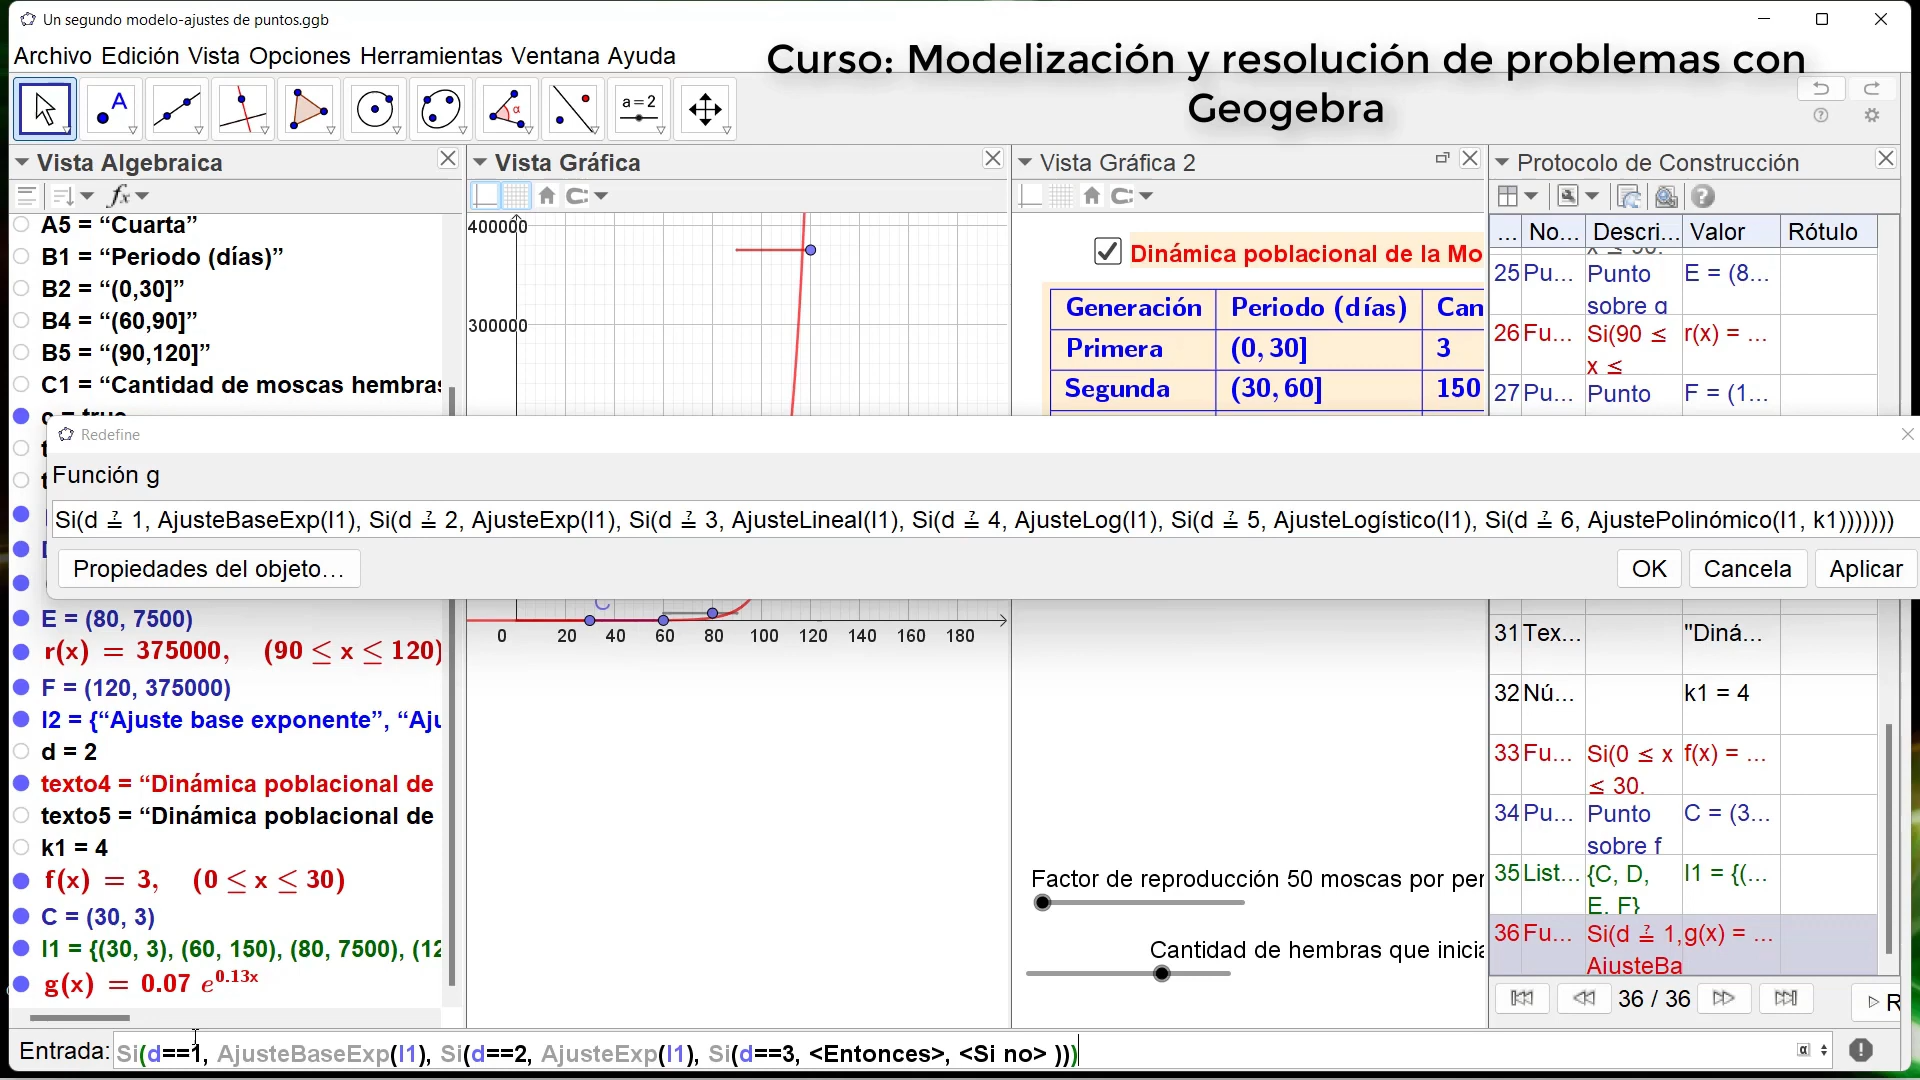 Un segundo modelo-ajustes de puntos.ggb
Archivo Edición Vista Opciones Herramientas Ventana Ayuda
Curso: Modelización y resolución de problemas con
Geogebra
A
α
a=2
Vista Algebraica
Vista Gráfica
Vista Gráfica 2
Protocolo de Construcción
fx
A5 = “Cuarta”
B1 = “Periodo (días)”
B2 = “(0,30]”
B4 = “(60,90]”
B5 = “(90,120]”
C1 = “Cantidad de moscas hembras
400000
300000
Dinámica poblacional de la Mo
Generación Periodo (días) Can
Primera (0, 30] 3
Segunda (30, 60] 150
... No... Descri... Valor Rótulo
25 Pu... Punto sobre q E = (8...
26 Fu... Si(90 ≤ x ≤ r(x) = ...
27 Pu... Punto F = (1...
Redefine
Función g
Si(d ≟ 1, AjusteBaseExp(l1), Si(d ≟ 2, AjusteExp(l1), Si(d ≟ 3, AjusteLineal(l1), Si(d ≟ 4, AjusteLog(l1), Si(d ≟ 5, AjusteLogístico(l1), Si(d ≟ 6, AjustePolinómico(l1, k1)))))))
Propiedades del objeto...
OK Cancela Aplicar
E = (80, 7500)
r(x) = 375000, (90 ≤ x ≤ 120)
F = (120, 375000)
l2 = {“Ajuste base exponente”, “Aju
d = 2
texto4 = “Dinámica poblacional de
texto5 = “Dinámica poblacional de
k1 = 4
f(x) = 3, (0 ≤ x ≤ 30)
C = (30, 3)
l1 = {(30, 3), (60, 150), (80, 7500), (12
g(x) = 0.07 e^0.13x
C
0 20 40 60 80 100 120 140 160 180
Factor de reproducción 50 moscas por per
Cantidad de hembras que inicia
31 Tex... "Diná...
32 Nú... k1 = 4
33 Fu... Si(0 ≤ x ≤ 30. f(x) = ...
34 Pu... Punto sobre f C = (3...
35 List... {C, D, E, F} l1 = {(...
36 Fu... Si(d ≟ 1, AjusteBa g(x) = ...
36 / 36
R
Entrada: Si(d==1, AjusteBaseExp(l1), Si(d==2, AjusteExp(l1), Si(d==3, <Entonces>, <Si no> )))
α